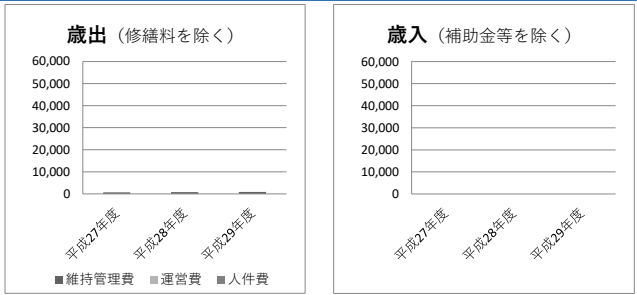 歳出（修繕料を除く）
60,000
50,000
40,000
30,000
20,000
10,000
0
平成27年度
平成28年度
平成29年度
■維持管理費 ■運営費 ■人件費
歳入（補助金等を除く）
60,000
50,000
40,000
30,000
20,000
10,000
0
平成27年度
平成28年度
平成29年度